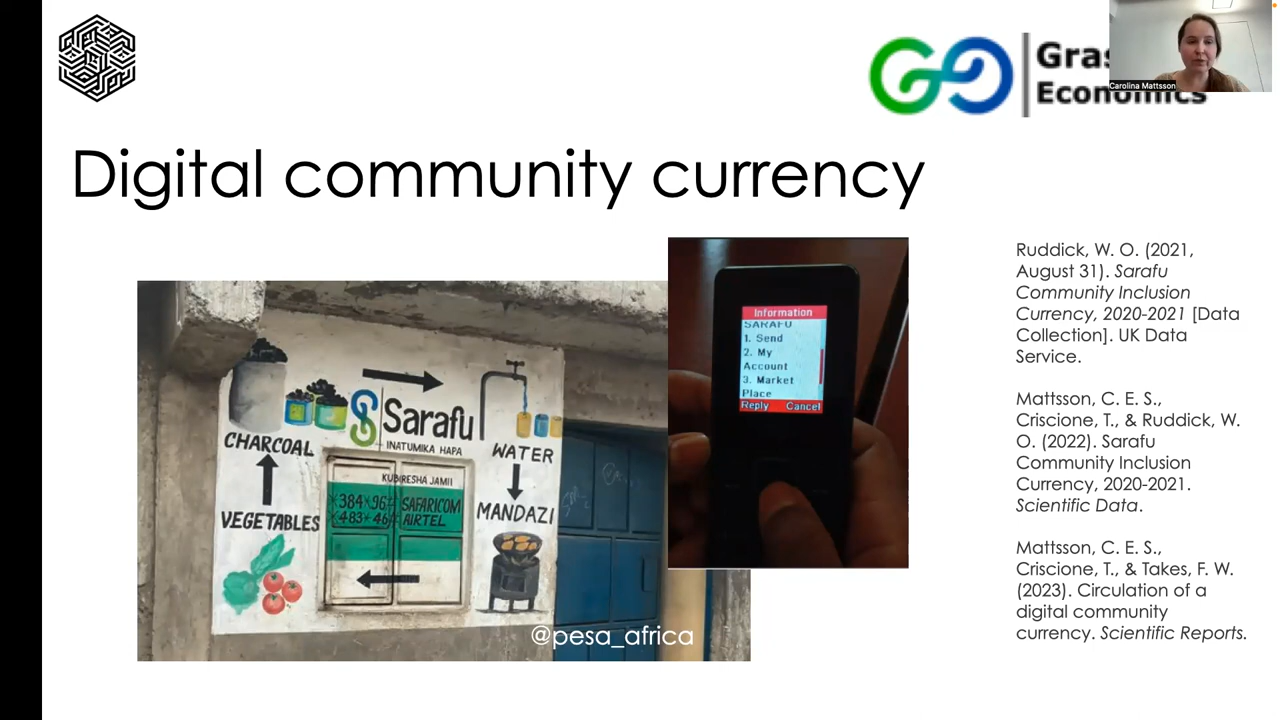 Gras
Economics
Carolina Mattsson
Digital community currency
Sarafu
INATUMIKA HAPA
CHARCOAL
WATER
KUBIRESHA JAMII
*384*96# SAFARICOM
*483*46# AIRTEL
VEGETABLES
MANDAZI
@pesa_africa
Information
SARAFU
1. Send
2. My
Account
3. Market
Place
Reply Cancel
Ruddick, W. O. (2021,
August 31). Sarafu
Community Inclusion
Currency, 2020-2021 [Data
Collection]. UK Data
Service.
Mattsson, C. E. S.,
Criscione, T., & Ruddick, W.
O. (2022). Sarafu
Community Inclusion
Currency, 2020-2021.
Scientific Data.
Mattsson, C. E. S.,
Criscione, T., & Takes, F. W.
(2023). Circulation of a
digital community
currency. Scientific Reports.